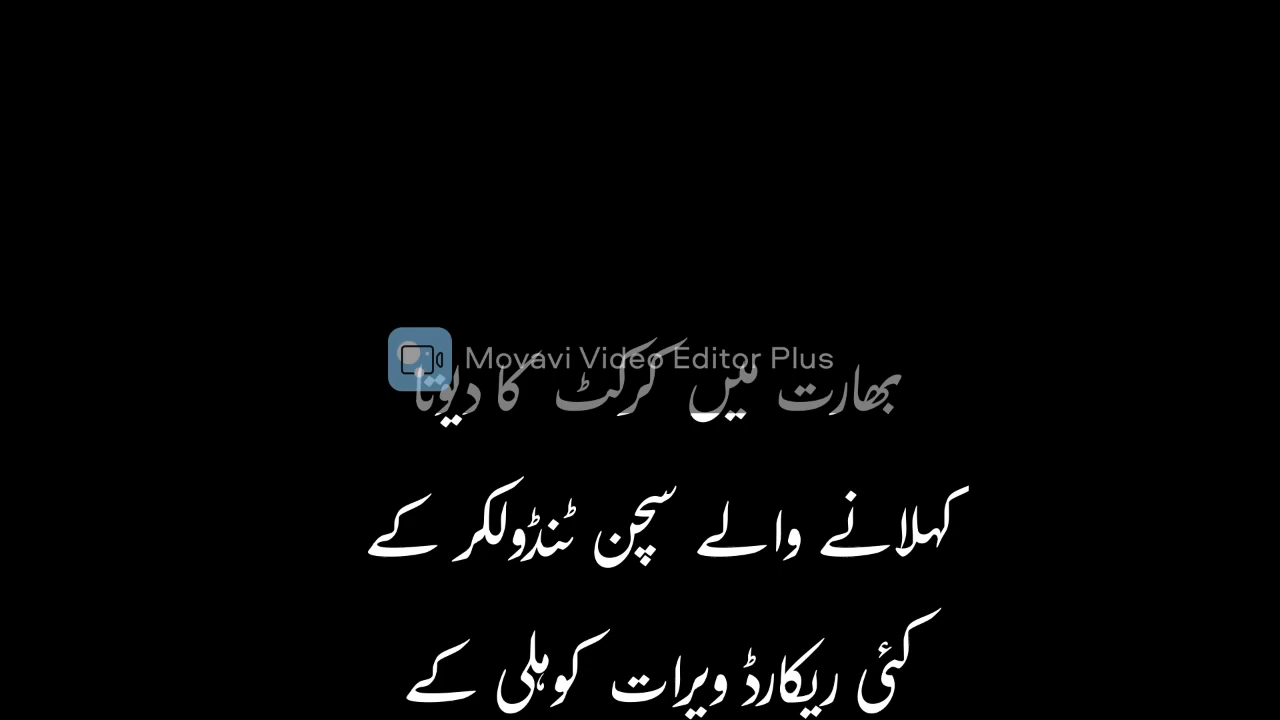 Movavi Video Editor Plus
بھارت میں کرکٹ کا دیوتا
کہلانے والے سچن ٹنڈولکر کے
کئی ریکارڈ ویرات کوہلی کے